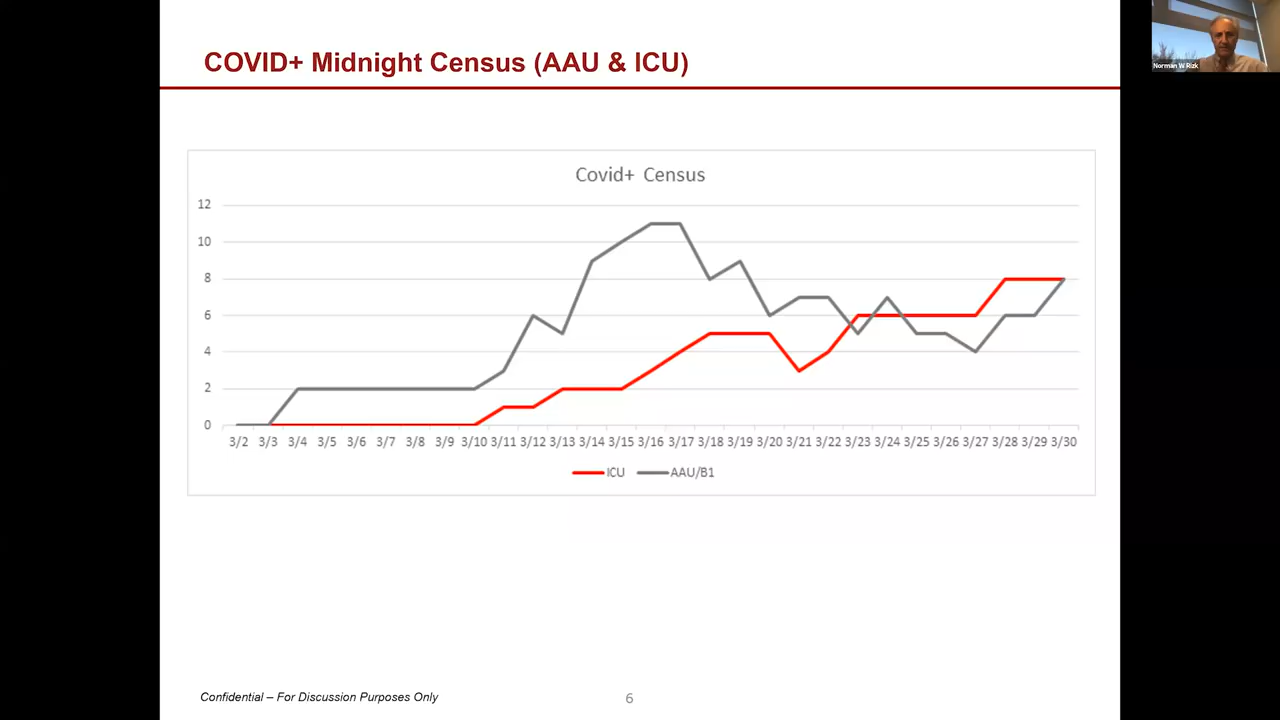 COVID+ Midnight Census (AAU & ICU)
Norman W Rizk
Covid+ Census
12
10
8
6
4
2
0
3/2 3/3 3/4 3/5 3/6 3/7 3/8 3/9 3/10 3/11 3/12 3/13 3/14 3/15 3/16 3/17 3/18 3/19 3/20 3/21 3/22 3/23 3/24 3/25 3/26 3/27 3/28 3/29 3/30
ICU AAU/B1
Confidential – For Discussion Purposes Only
6